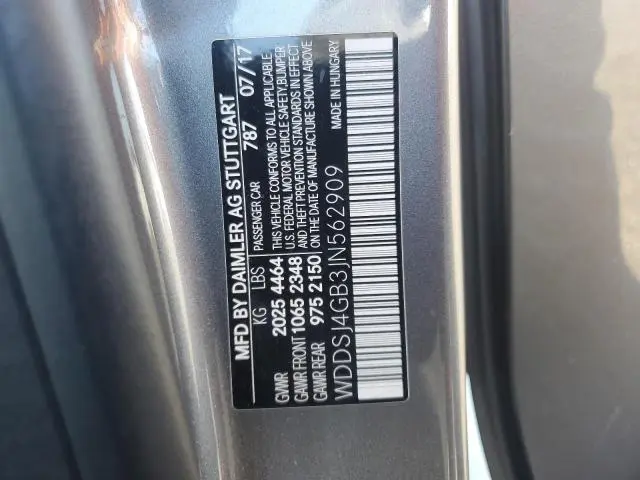 MFD BY DAIMLER AG STUTTGART
KG LBS PASSENGER CAR 787 07/17
GVWR 2025 4464 THIS VEHICLE CONFORMS TO ALL APPLICABLE
GAWR FRONT 1065 2348 U.S. FEDERAL MOTOR VEHICLE SAFETY,BUMPER
AND THEFT PREVENTION STANDARDS IN EFFECT
GAWR REAR 975 2150 ON THE DATE OF MANUFACTURE SHOWN ABOVE
WDDSJ4GB3JN562909 MADE IN HUNGARY